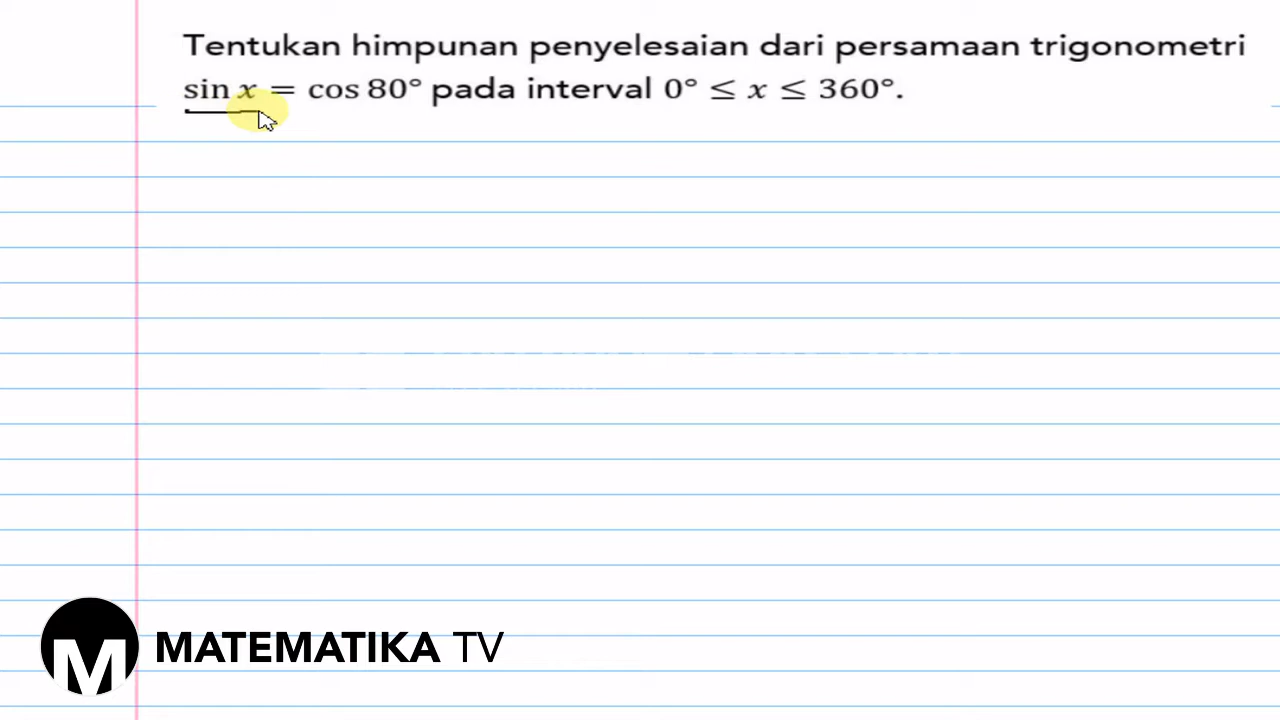 Tentukan himpunan penyelesaian dari persamaan trigonometri
sin x = cos 80° pada interval 0° ≤ x ≤ 360°.
M MATEMATIKA TV